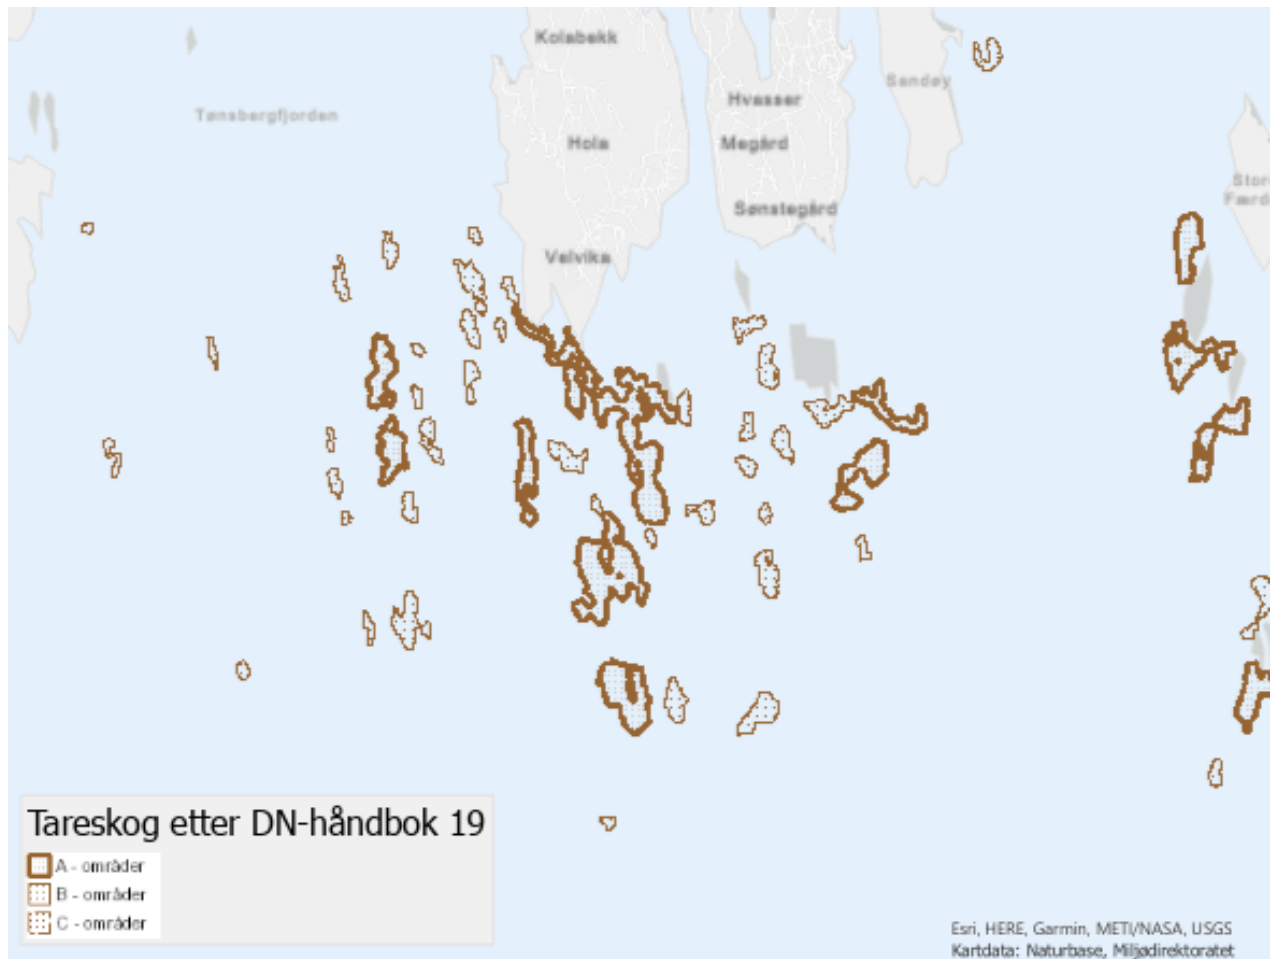 Kolabekk
Sandøy
Hvasser
Tønsbergfjorden
Hola
Megård
Sønstegård
Velvika
Tareskog etter DN-håndbok 19
A - områder
B - områder
C - områder
Esri, HERE, Garmin, METI/NASA, USGS
Kartdata: Naturbase, Miljødirektoratet